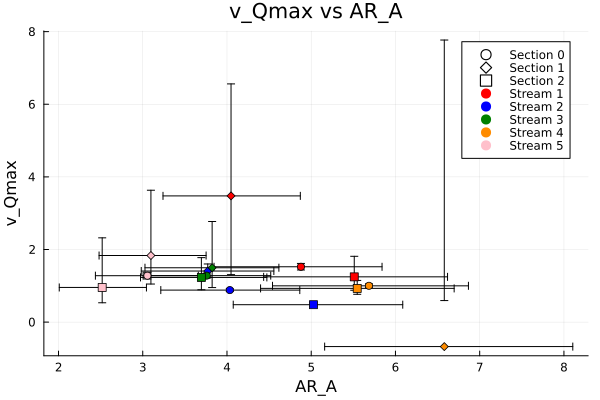 v_Qmax vs AR_A
Section 0
Section 1
Section 2
Stream 1
Stream 2
Stream 3
Stream 4
Stream 5
v_Qmax
8
6
4
2
0
2 3 4 5 6 7 8
AR_A